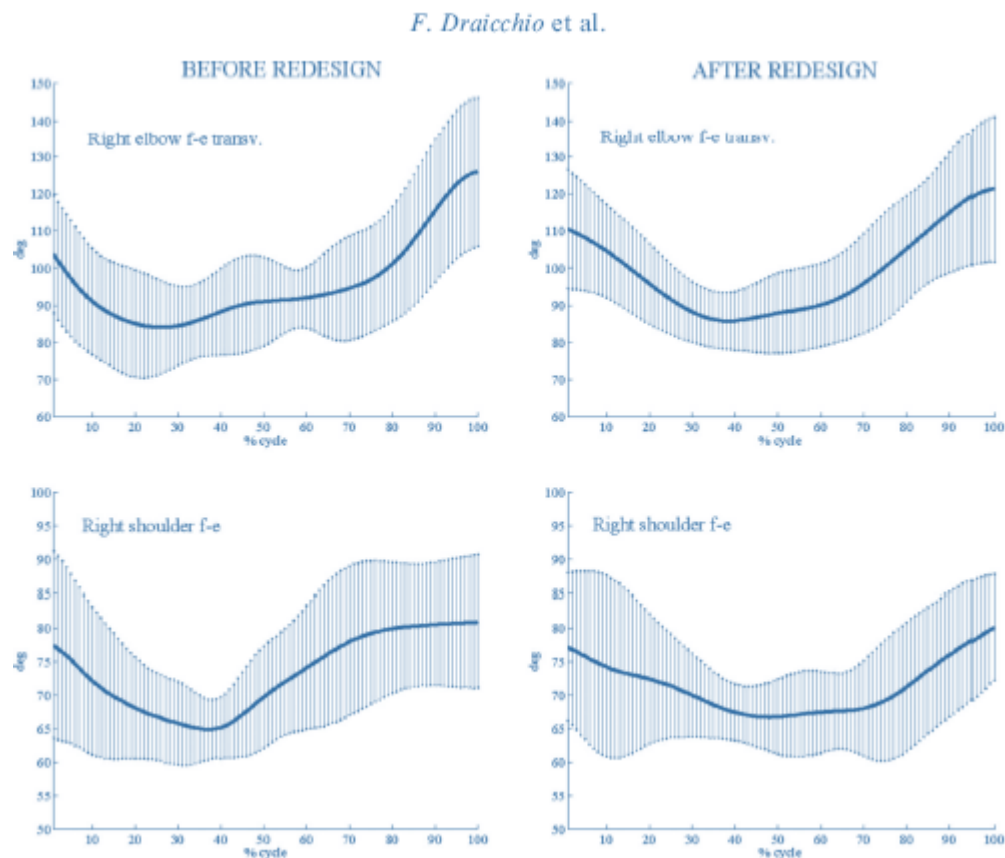 F. Draicchio et al.
BEFORE REDESIGN
AFTER REDESIGN
150
140
130
120
110
100
90
80
70
60
deg
Right elbow f-e transv.
10 20 30 40 50 60 70 80 90 100
% cycle
150
140
130
120
110
100
90
80
70
60
deg
Right elbow f-e transv.
10 20 30 40 50 60 70 80 90 100
% cycle
100
95
90
85
80
75
70
65
60
55
50
deg
Right shoulder f-e
10 20 30 40 50 60 70 80 90 100
% cycle
100
95
90
85
80
75
70
65
60
55
50
deg
Right shoulder f-e
10 20 30 40 50 60 70 80 90 100
% cycle